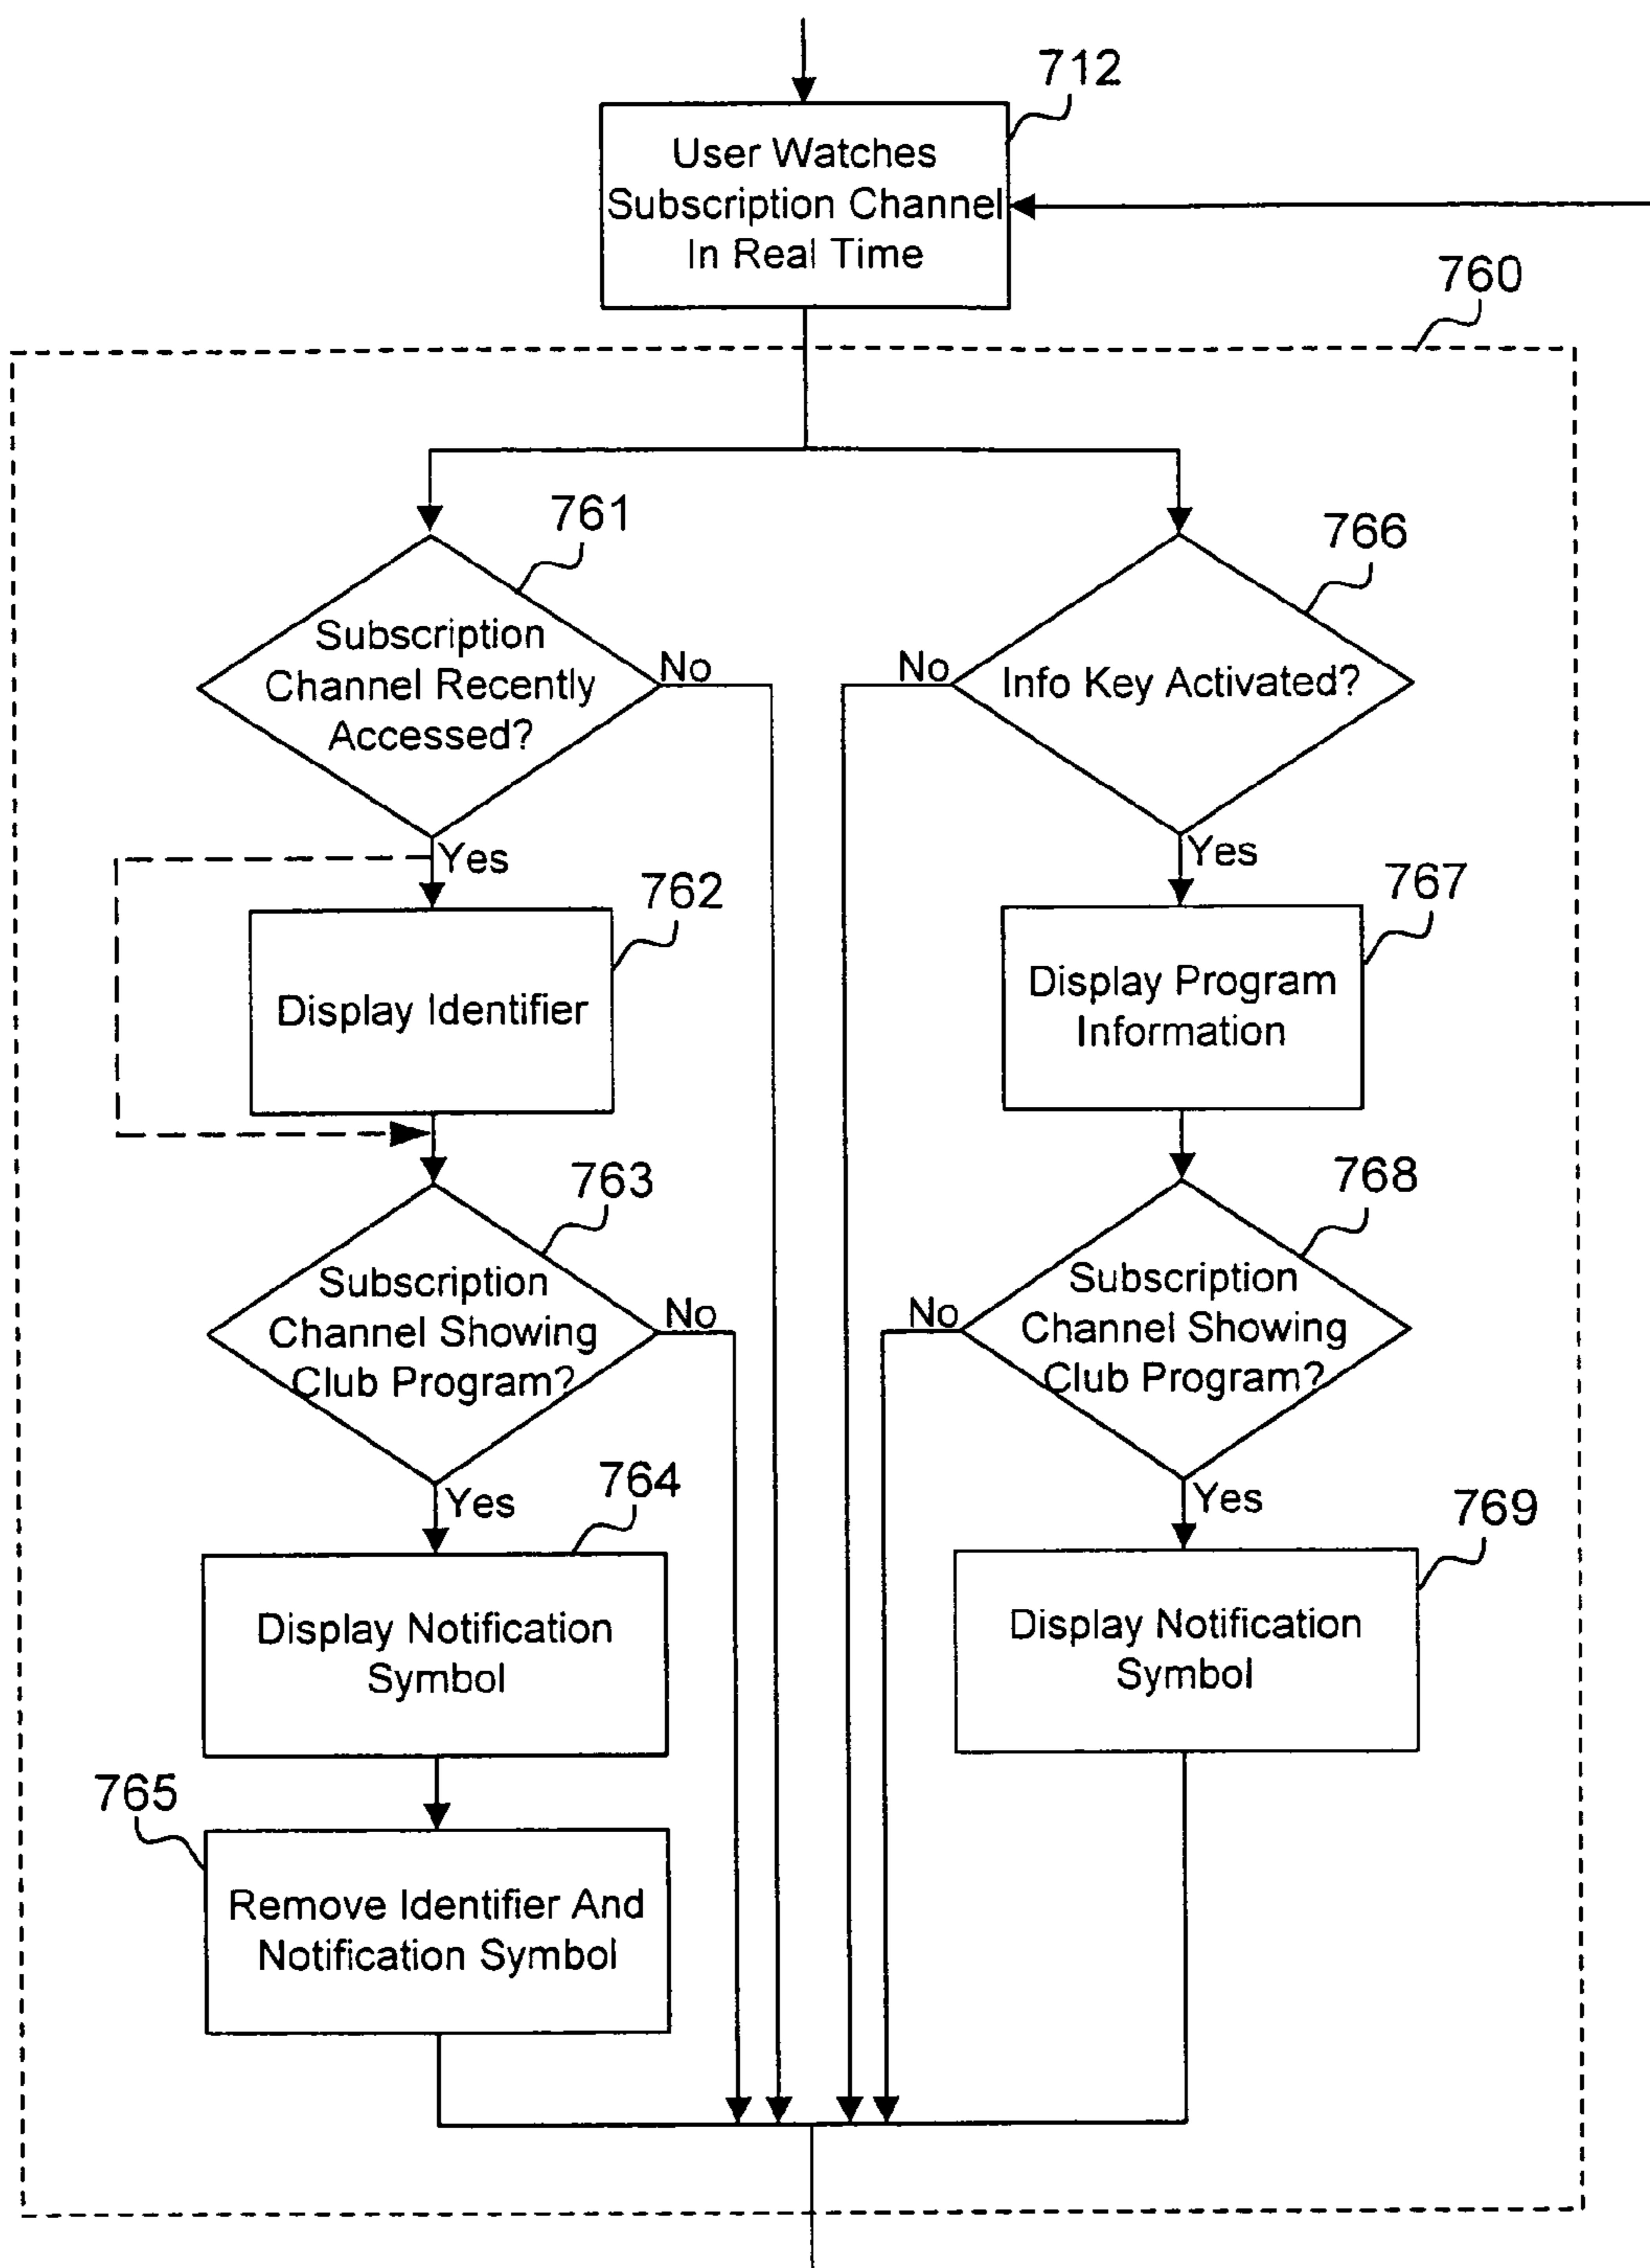 712
User Watches
Subscription Channel
In Real Time
760
761
Subscription
Channel Recently
Accessed?
No
Yes
762
Display Identifier
763
Subscription
Channel Showing
Club Program?
No
Yes
764
Display Notification
Symbol
765
Remove Identifier And
Notification Symbol
766
Info Key Activated?
No
Yes
767
Display Program
Information
768
Subscription
Channel Showing
Club Program?
No
Yes
769
Display Notification
Symbol